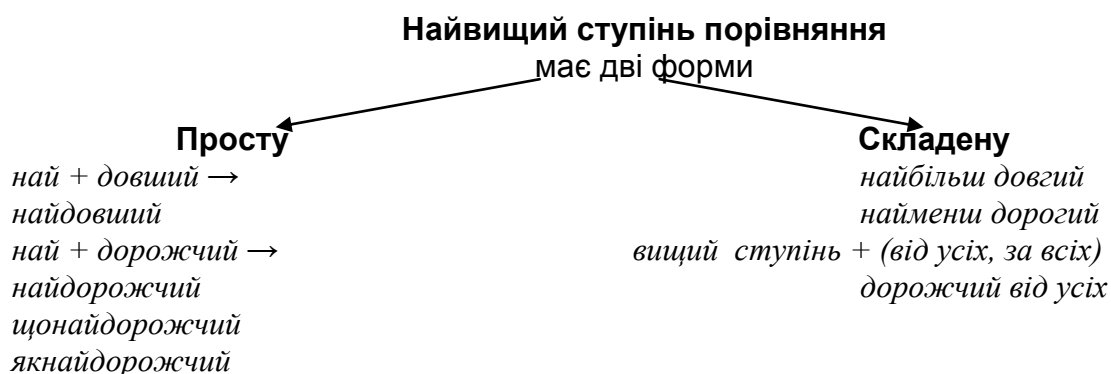 Найвищий ступінь порівняння
має дві форми
Просту
най + довший →
найдовший
най + дорожчий →
найдорожчий
щонайдорожчий
якнайдорожчий
Складену
найбільш довгий
найменш дорогий
вищий ступінь + (від усіх, за всіх)
дорожчий від усіх